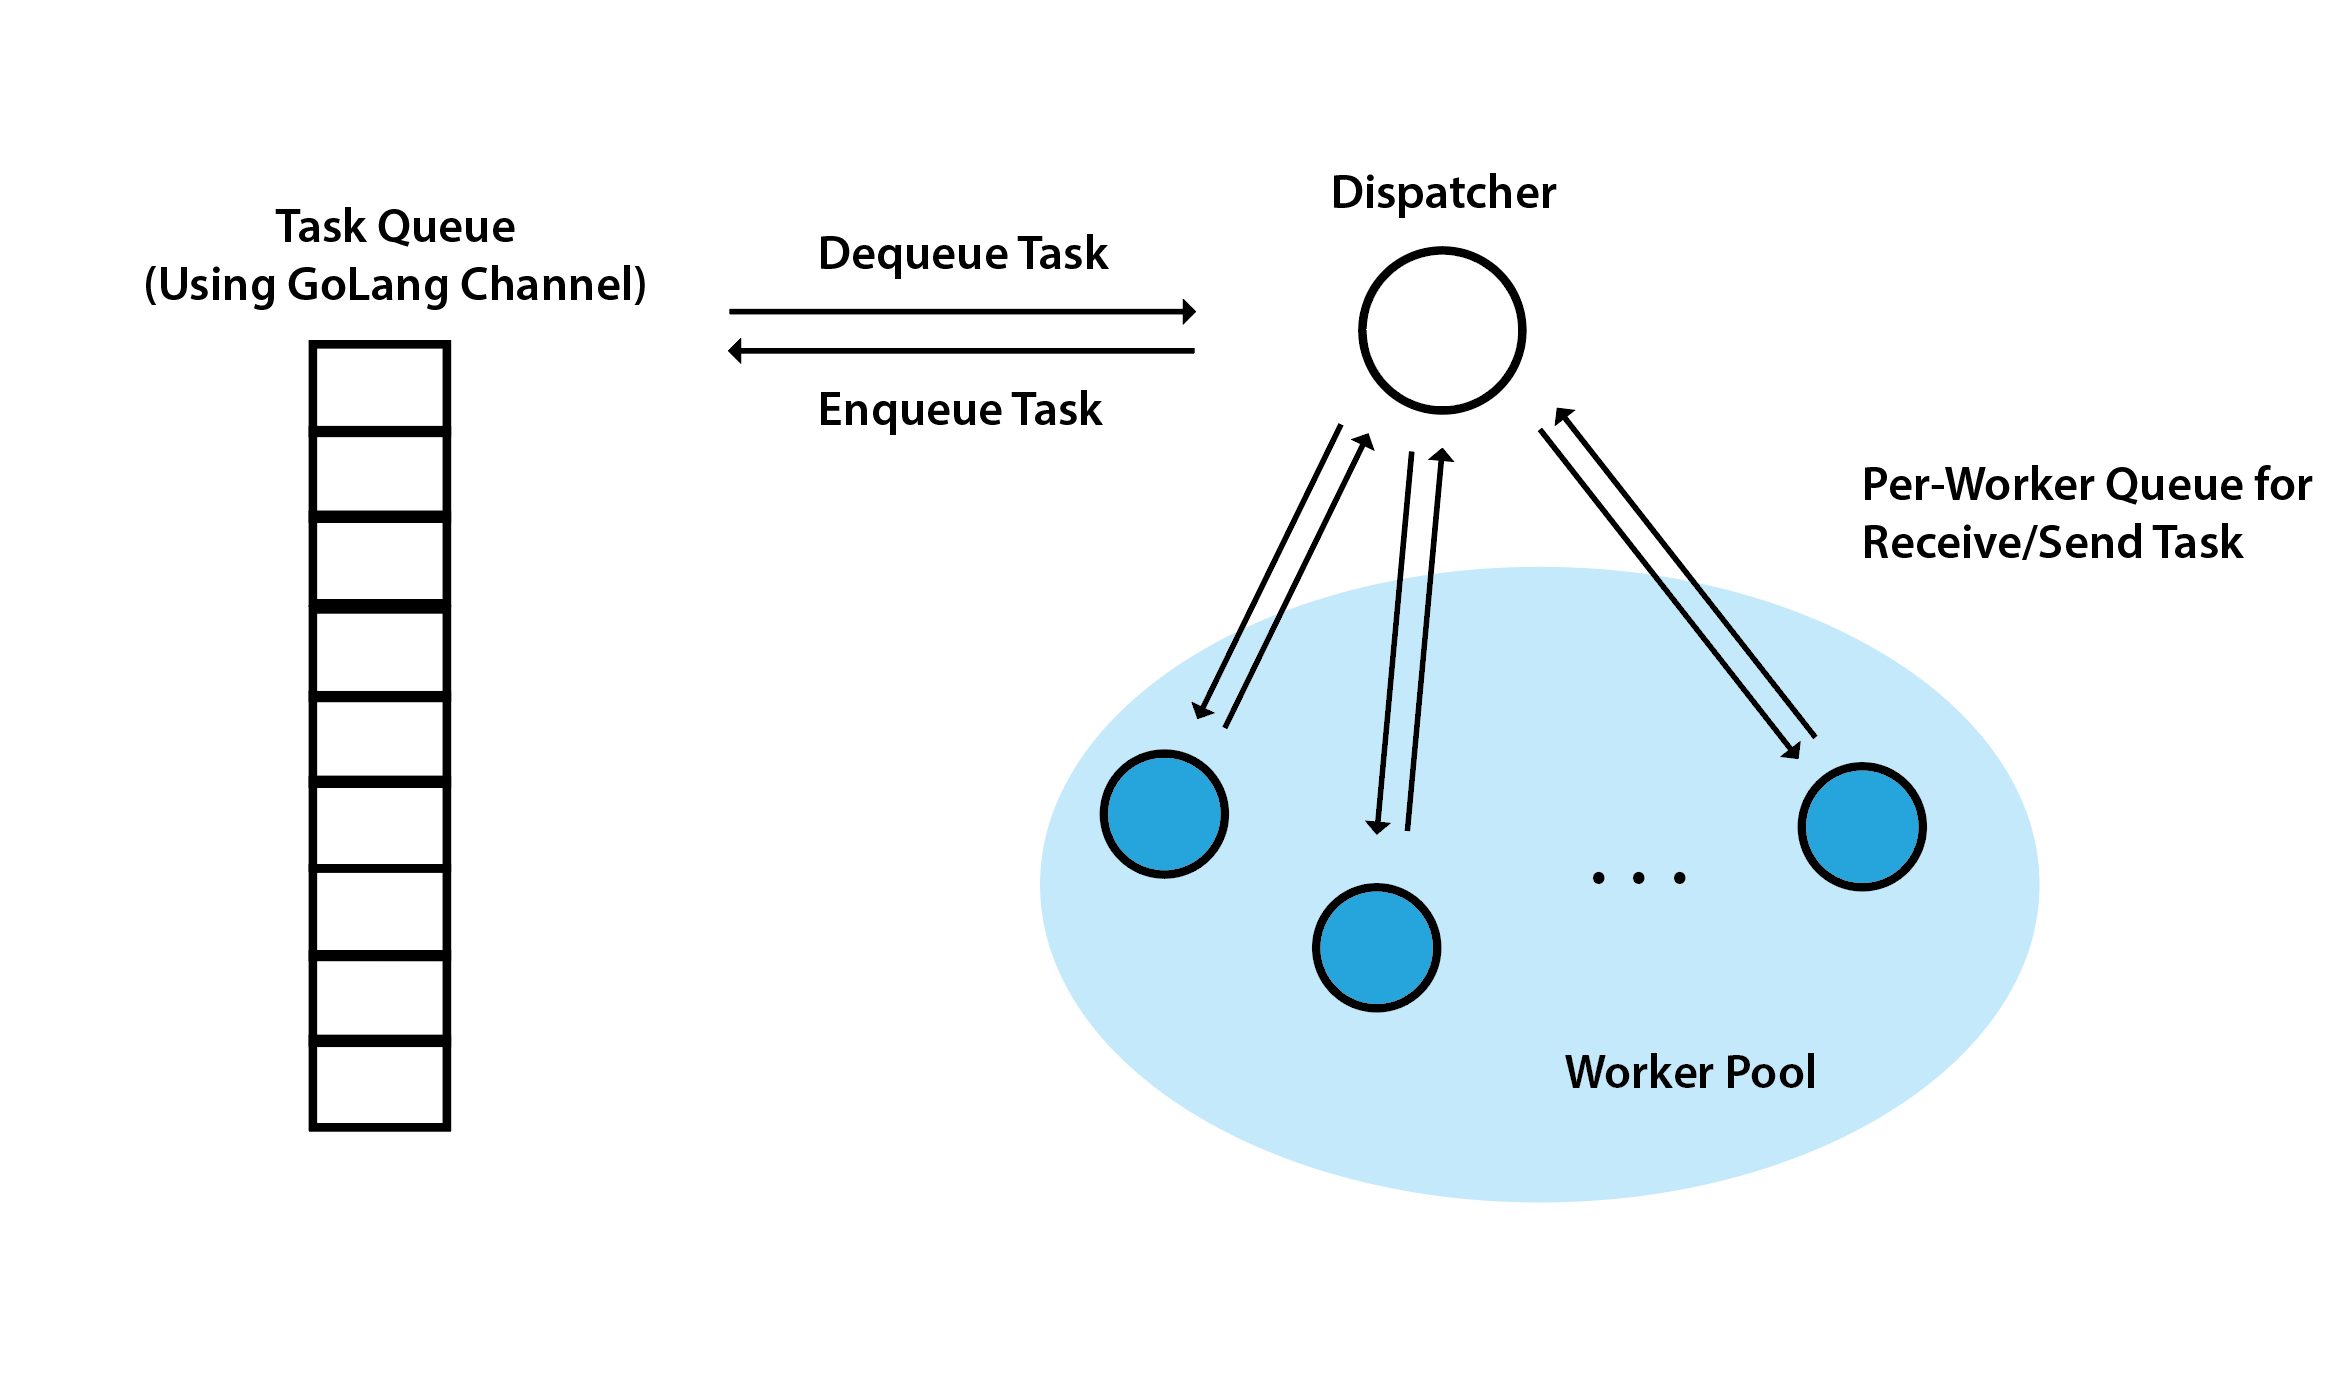 Task Queue
(Using GoLang Channel)
Dequeue Task
Enqueue Task
Dispatcher
Per-Worker Queue for
Receive/Send Task
Worker Pool